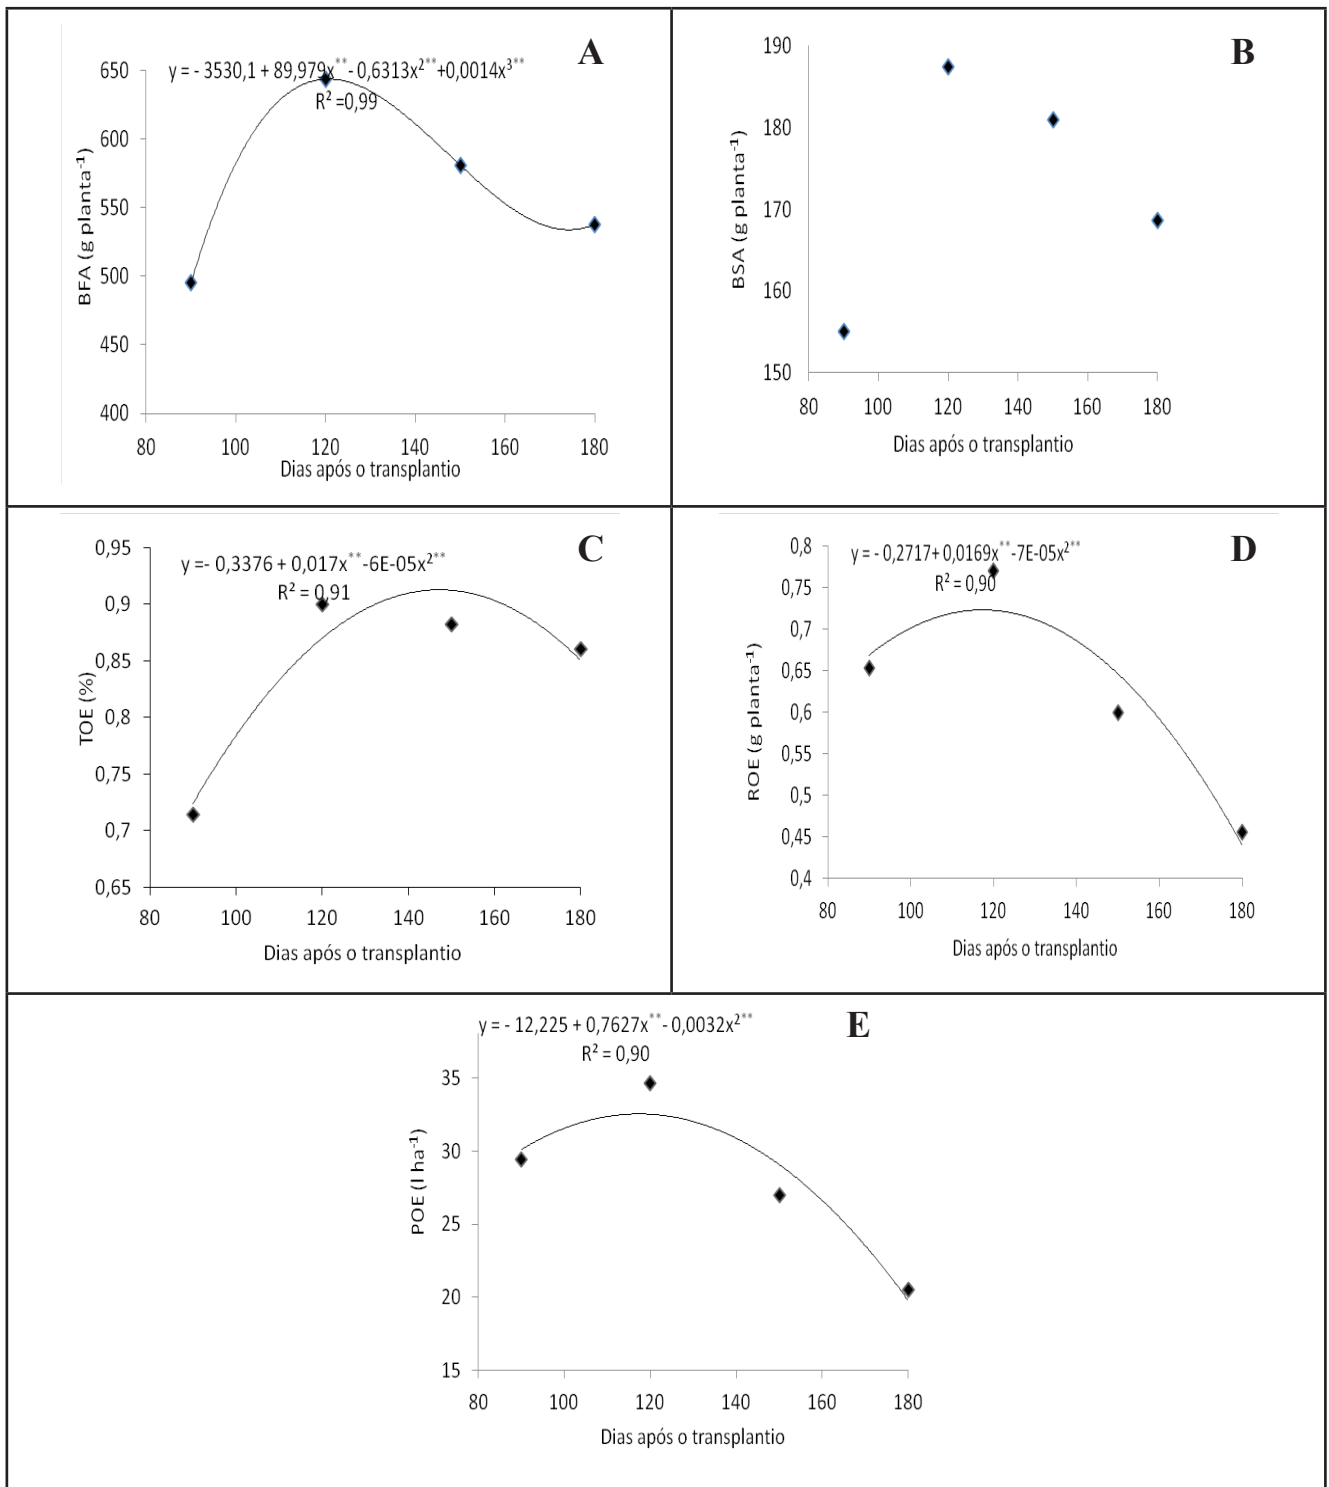 A
y = - 3530,1 + 89,979x** - 0,6313x²** +0,0014x³**
R² =0,99
650
600
550
500
450
400
BFA (g planta⁻¹)
80 100 120 140 160 180
Dias após o transplantio
B
190
180
170
160
150
BSA (g planta⁻¹)
80 100 120 140 160 180
Dias após o transplantio
C
y =- 0,3376 + 0,017x**-6E-05x²**
R² = 0,91
0,95
0,9
0,85
0,8
0,75
0,7
0,65
TOE (%)
80 100 120 140 160 180
Dias após o transplantio
D
y = - 0,2717+ 0,0169x**-7E-05x²**
R² = 0,90
0,8
0,75
0,7
0,65
0,6
0,55
0,5
0,45
0,4
ROE (g planta⁻¹)
80 100 120 140 160 180
Dias após o transplantio
E
y = - 12,225 + 0,7627x** - 0,0032x²**
R² = 0,90
35
30
25
20
15
POE (l ha⁻¹)
80 100 120 140 160 180
Dias após o transplantio